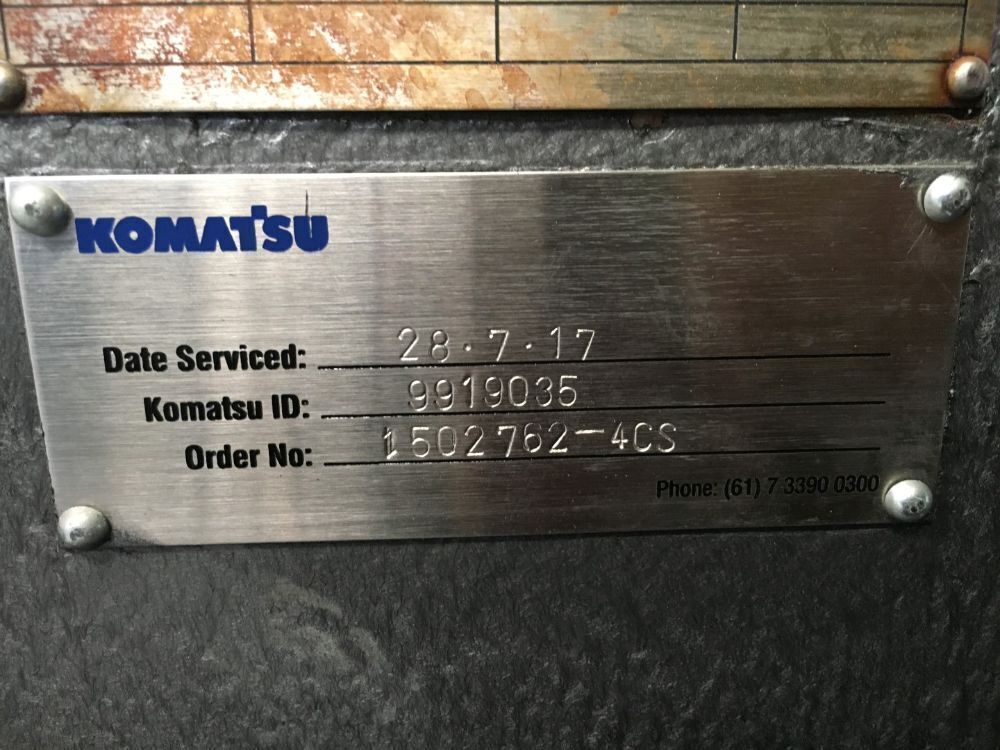 KOMATSU
Date Serviced: 28.7.17
Komatsu ID: 9919035
Order No: 1502762-4CS
Phone: (61) 7 3390 0300